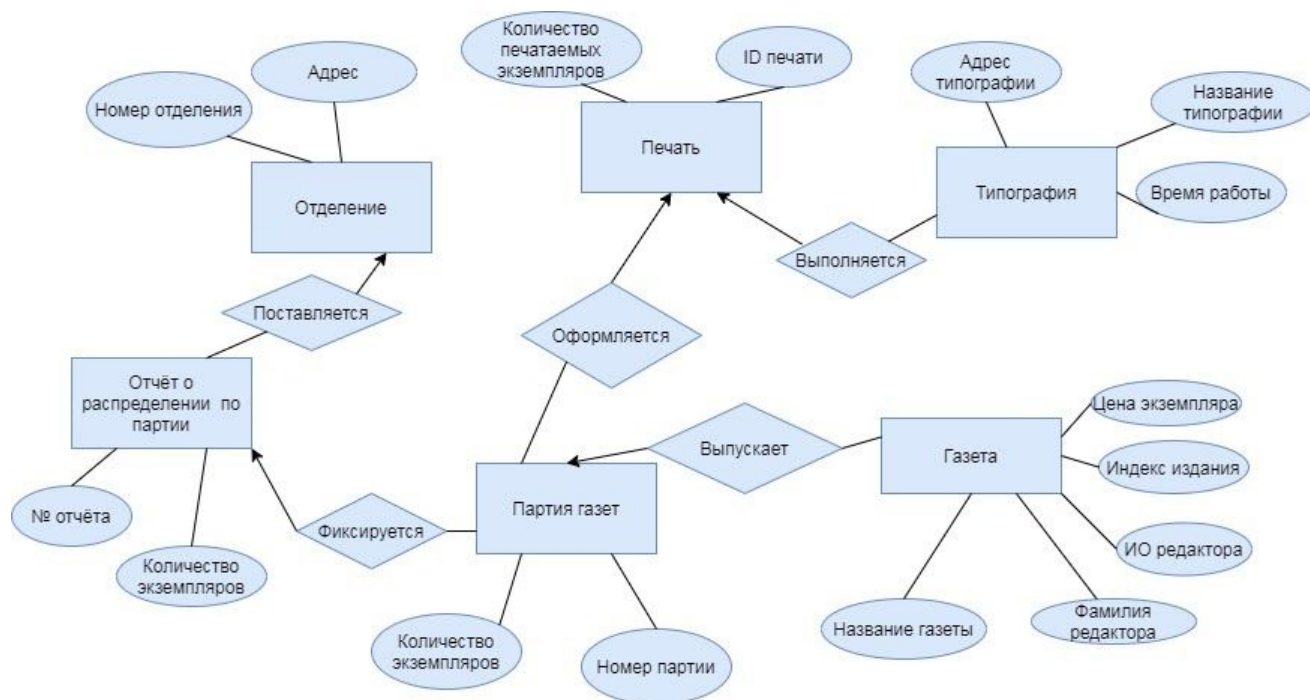 Количество
печатаемых
экземпляров
ID печати
Адрес
Номер отделения
Адрес
типографии
Название
типографии
Печать
Типография
Время работы
Отделение
Выполняется
Поставляется
Оформляется
Отчёт о
распределении по
партии
Цена экземпляра
Выпускает
Газета
Индекс издания
№ отчёта
Фиксируется
Партия газет
ИО редактора
Количество
экземпляров
Количество
экземпляров
Номер партии
Название газеты
Фамилия
редактора